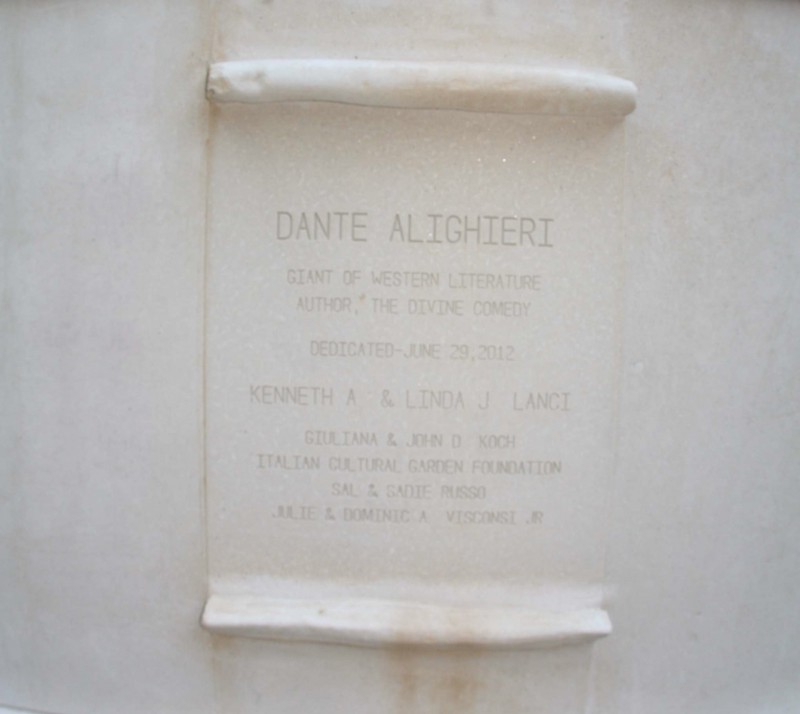 DANTE ALIGHIERI
GIANT OF WESTERN LITERATURE
AUTHOR, THE DIVINE COMEDY
DEDICATED-JUNE 29,2012
KENNETH A & LINDA J LANCI
GIULIANA & JOHN D KOCH
ITALIAN CULTURAL GARDEN FOUNDATION
SAL & SADIE RUSSO
JULIE & DOMINIC A VISCONSI JR